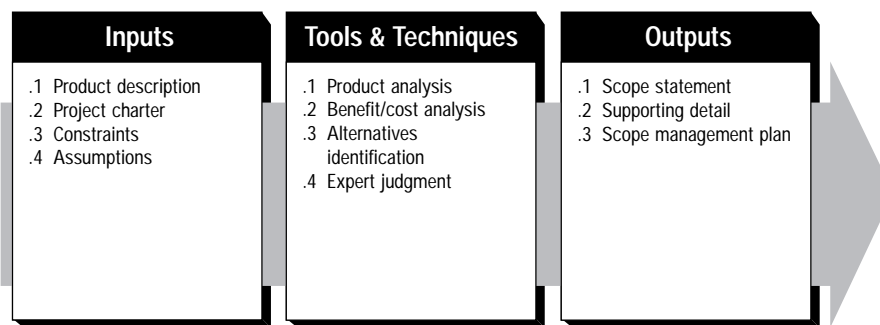 Inputs
.1 Product description
.2 Project charter
.3 Constraints
.4 Assumptions
Tools & Techniques
.1 Product analysis
.2 Benefit/cost analysis
.3 Alternatives
identification
.4 Expert judgment
Outputs
.1 Scope statement
.2 Supporting detail
.3 Scope management plan